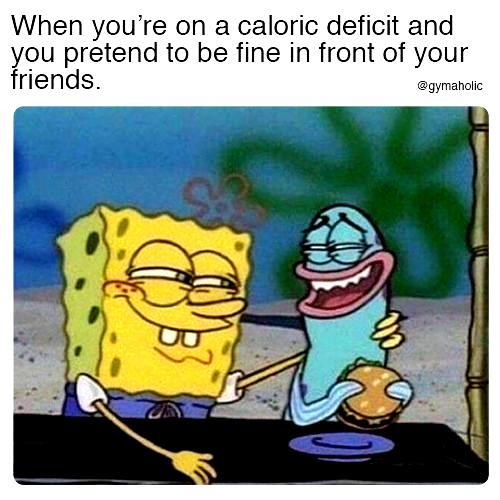 When you’re on a caloric deficit and
you pretend to be fine in front of your
friends.
@gymaholic